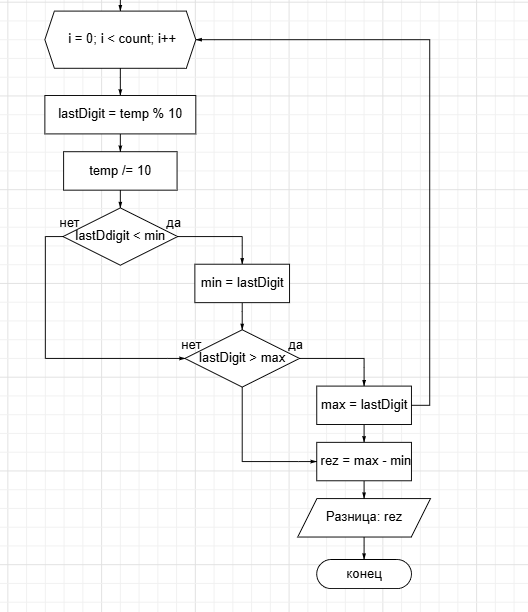 i = 0; i < count; i++
lastDigit = temp % 10
temp /= 10
нет
да
lastDdigit < min
min = lastDigit
нет
да
lastDigit > max
max = lastDigit
rez = max - min
Разница: rez
конец